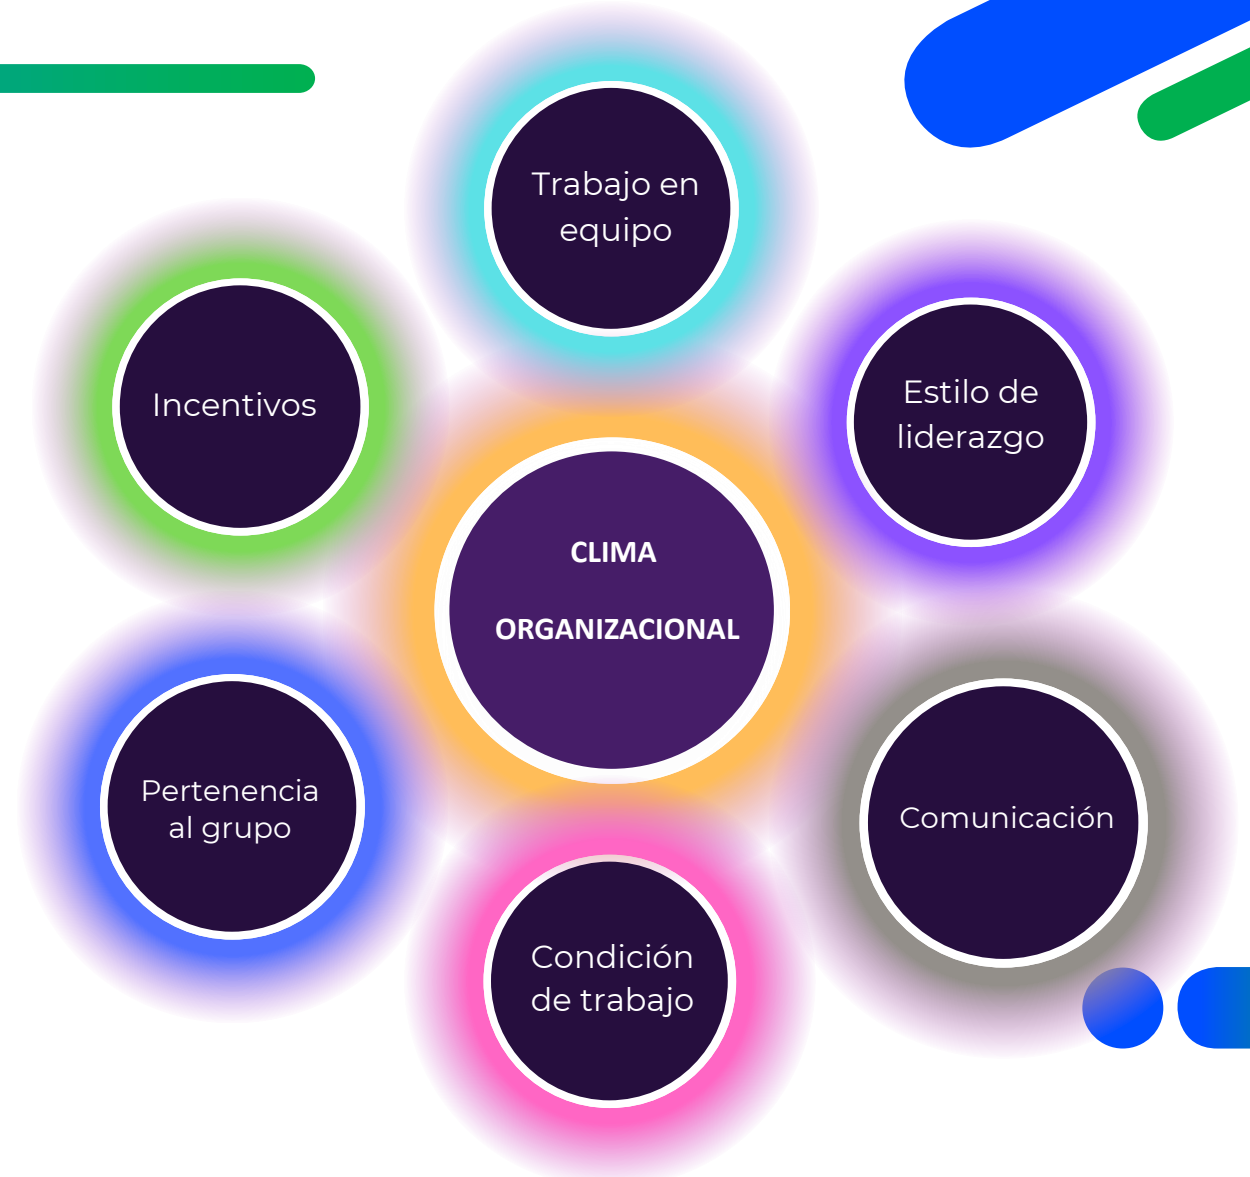 Trabajo en
equipo
Incentivos
Estilo de
liderazgo
CLIMA
ORGANIZACIONAL
Pertenencia
al grupo
Comunicación
Condición
de trabajo